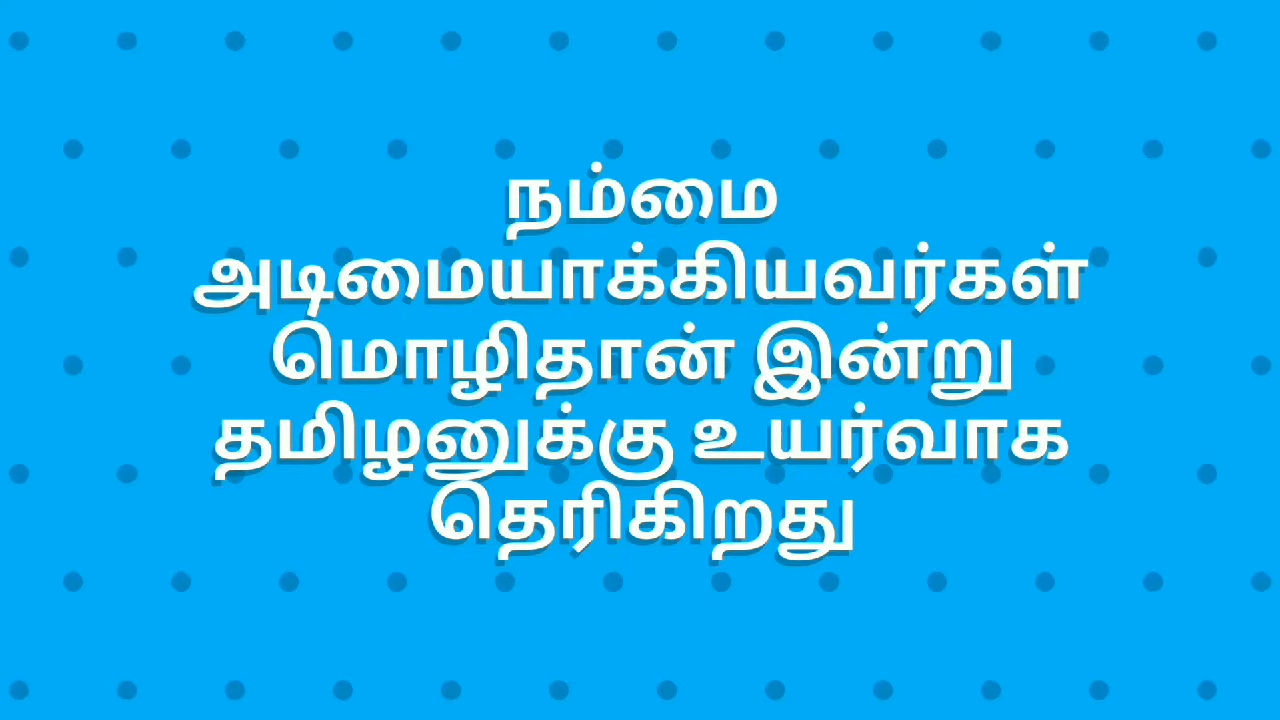 நம்மை
அடிமையாக்கியவர்கள்
மொழிதான் இன்று
தமிழனுக்கு உயர்வாக
தெரிகிறது